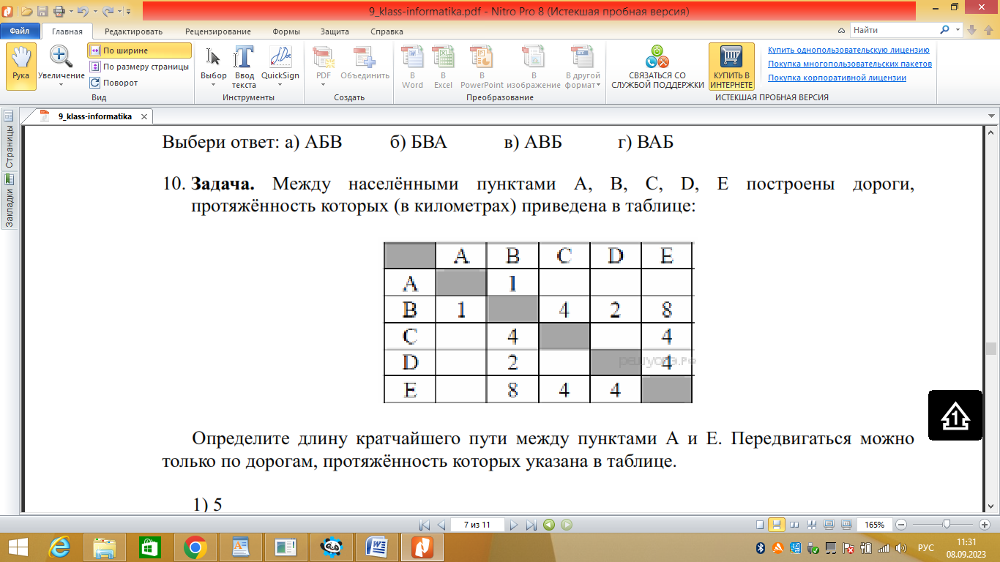 9_klass-informatika.pdf - Nitro Pro 8 (Истекшая пробная версия)
Файл Главная Редактировать Рецензирование Формы Защита Справка Найти
Рука
Увеличение
По ширине
По размеру страницы
Поворот
Вид
Выбор
Ввод текста
QuickSign
Инструменты
PDF
Объединить
Создать
В Word
В Excel
В PowerPoint
В изображение
В другой формат
Преобразование
СВЯЗАТЬСЯ СО СЛУЖБОЙ ПОДДЕРЖКИ
КУПИТЬ В ИНТЕРНЕТЕ
Купить однопользовательскую лицензию
Покупка многопользовательских пакетов
Покупка корпоративной лицензии
ИСТЕКШАЯ ПРОБНАЯ ВЕРСИЯ
9_klass-informatika
Страницы
Закладки
Выбери ответ: а) АБВ б) БВА в) АВБ г) ВАБ
10. Задача. Между населёнными пунктами A, B, C, D, E построены дороги,
протяжённость которых (в километрах) приведена в таблице:
A B C D E
A 1
B 1 4 2 8
C 4 4
D 2 4
E 8 4 4
Определите длину кратчайшего пути между пунктами A и E. Передвигаться можно
только по дорогам, протяжённость которых указана в таблице.
1) 5
7 из 11
165%
РУС
11:31
08.09.2023